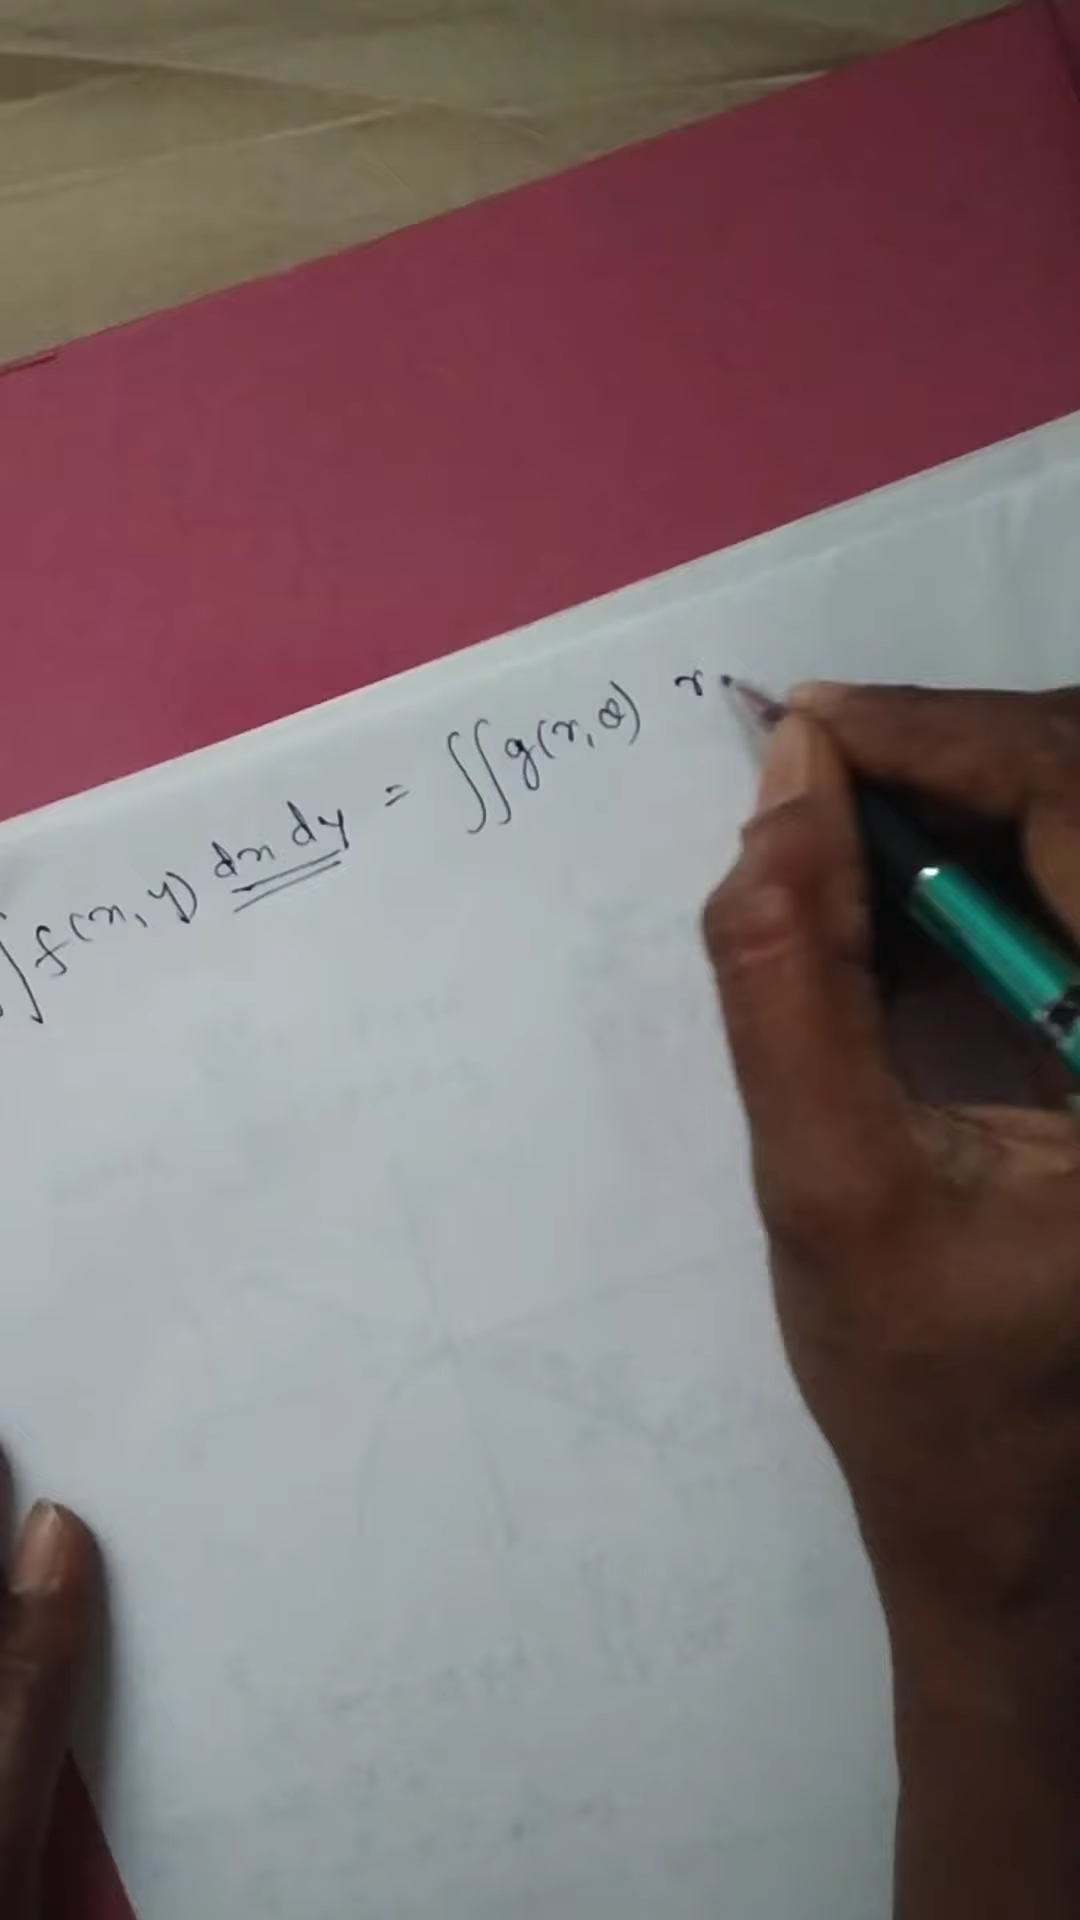 ∬f(x,y) dx dy = ∬g(r,θ) r